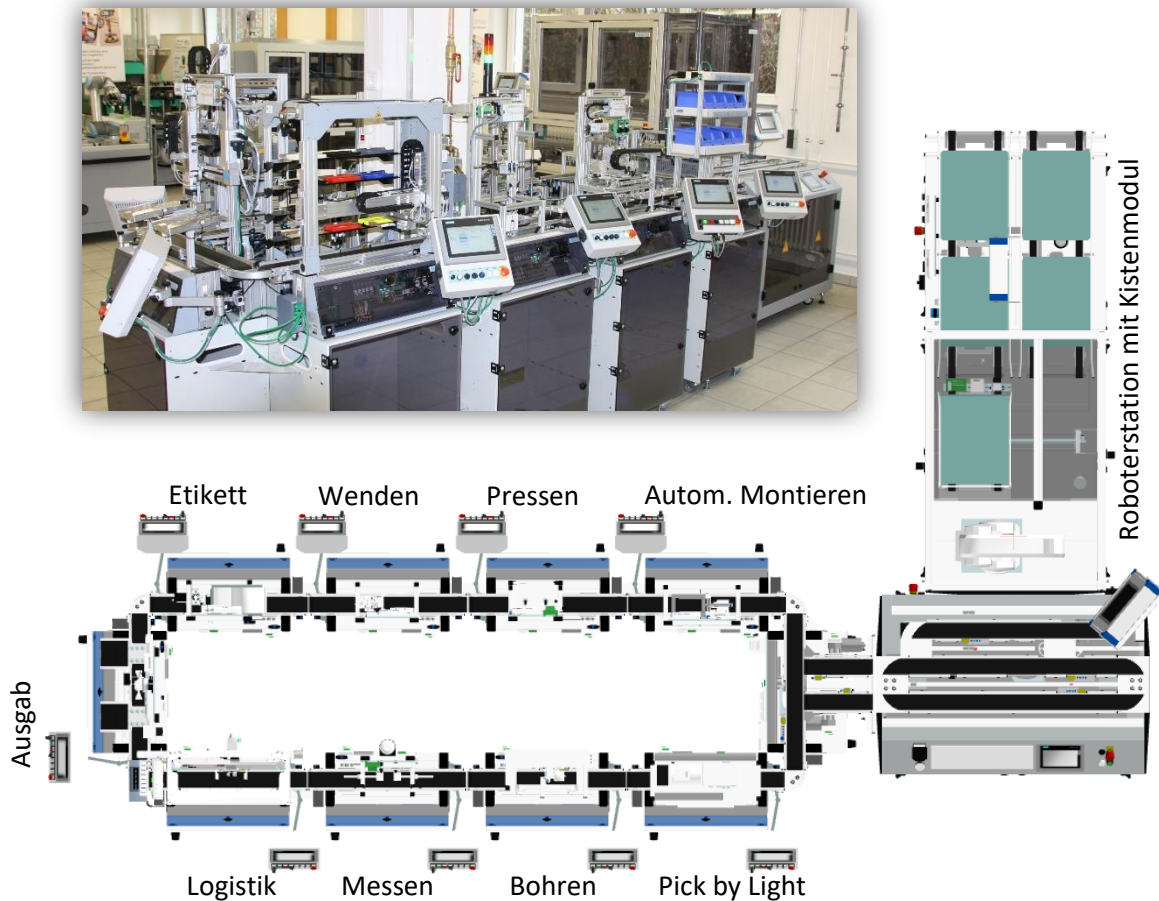 Roboterstation mit Kistenmodul
Etikett
Wenden
Pressen
Autom. Montieren
Ausgab
Logistik
Messen
Bohren
Pick by Light